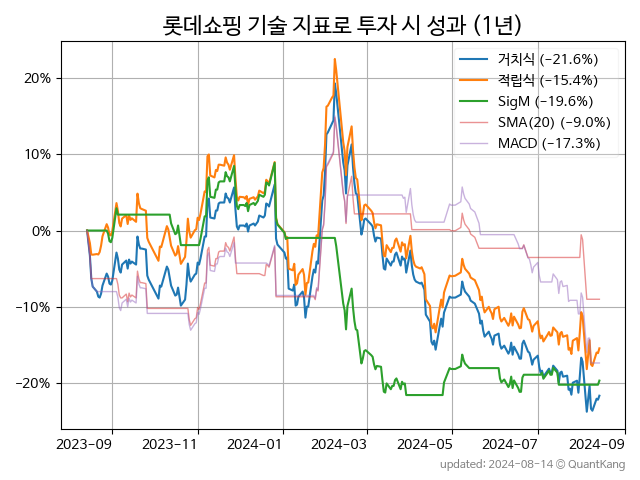 롯데쇼핑 기술 지표로 투자 시 성과 (1년)
거치식 (−21.6%)
적립식 (−15.4%)
SigM (−19.6%)
SMA(20) (−9.0%)
MACD (−17.3%)
20%
10%
0%
−10%
−20%
2023-09 2023-11 2024-01 2024-03 2024-05 2024-07 2024-09
updated: 2024-08-14 © QuantKang